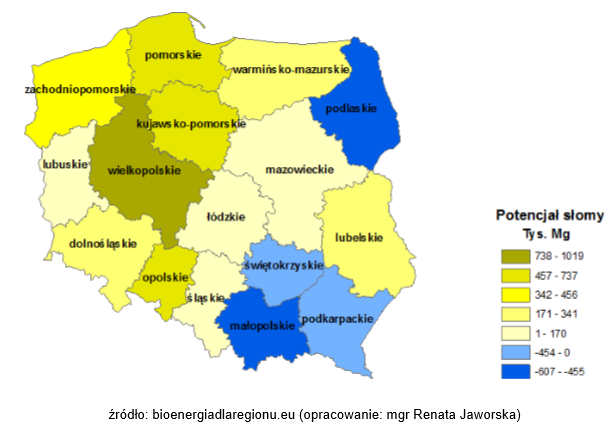 pomorskie
warmińsko-mazurskie
zachodniopomorskie
podlaskie
kujawsko-pomorskie
lubuskie
wielkopolskie
mazowieckie
łódzkie
dolnośląskie
lubelskie
opolskie
świętokrzyskie
śląskie
małopolskie
podkarpackie
Potencjał słomy
Tys. Mg
738 - 1019
457 - 737
342 - 456
171 - 341
1 - 170
-454 - 0
-607 - -455
źródło: bioenergiadlaregionu.eu (opracowanie: mgr Renata Jaworska)